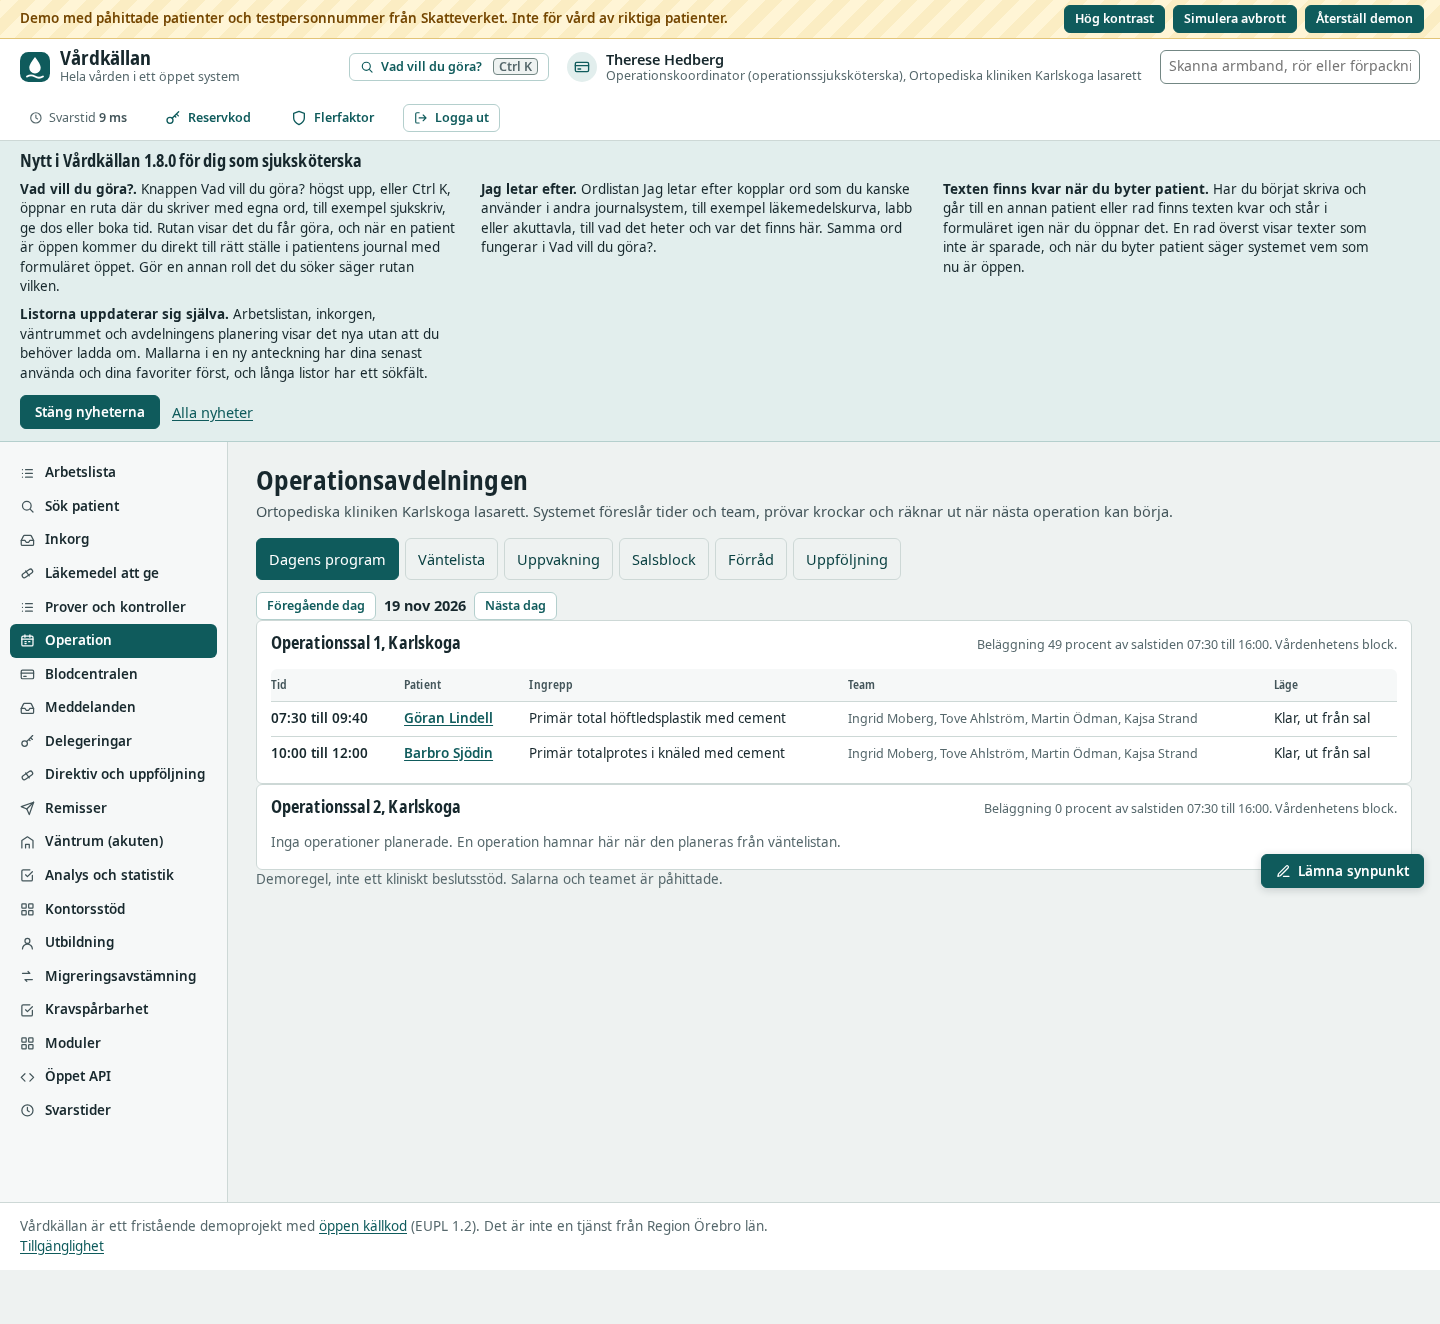 Demo med påhittade patienter och testpersonnummer från Skatteverket. Inte för vård av riktiga patienter.
Hög kontrast
Simulera avbrott
Återställ demon
Vårdkällan
Hela vården i ett öppet system
Vad vill du göra? Ctrl K
Therese Hedberg
Operationskoordinator (operationssjuksköterska), Ortopediska kliniken Karlskoga lasarett
Skanna armband, rör eller förpackni
Svarstid 9 ms
Reservkod
Flerfaktor
Logga ut
Nytt i Vårdkällan 1.8.0 för dig som sjuksköterska
Vad vill du göra?. Knappen Vad vill du göra? högst upp, eller Ctrl K,
öppnar en ruta där du skriver med egna ord, till exempel sjukskriv,
ge dos eller boka tid. Rutan visar det du får göra, och när en patient
är öppen kommer du direkt till rätt ställe i patientens journal med
formuläret öppet. Gör en annan roll det du söker säger rutan
vilken.
Jag letar efter. Ordlistan Jag letar efter kopplar ord som du kanske
använder i andra journalsystem, till exempel läkemedelskurva, labb
eller akuttavla, till vad det heter och var det finns här. Samma ord
fungerar i Vad vill du göra?.
Texten finns kvar när du byter patient. Har du börjat skriva och
går till en annan patient eller rad finns texten kvar och står i
formuläret igen när du öppnar det. En rad överst visar texter som
inte är sparade, och när du byter patient säger systemet vem som
nu är öppen.
Listorna uppdaterar sig själva. Arbetslistan, inkorgen,
väntrummet och avdelningens planering visar det nya utan att du
behöver ladda om. Mallarna i en ny anteckning har dina senast
använda och dina favoriter först, och långa listor har ett sökfält.
Stäng nyheterna
Alla nyheter
Arbetslista
Sök patient
Inkorg
Läkemedel att ge
Prover och kontroller
Operation
Blodcentralen
Meddelanden
Delegeringar
Direktiv och uppföljning
Remisser
Väntrum (akuten)
Analys och statistik
Kontorsstöd
Utbildning
Migreringsavstämning
Kravspårbarhet
Moduler
Öppet API
Svarstider
Operationsavdelningen
Ortopediska kliniken Karlskoga lasarett. Systemet föreslår tider och team, prövar krockar och räknar ut när nästa operation kan börja.
Dagens program
Väntelista
Uppvakning
Salsblock
Förråd
Uppföljning
Föregående dag
19 nov 2026
Nästa dag
Operationssal 1, Karlskoga
Beläggning 49 procent av salstiden 07:30 till 16:00. Vårdenhetens block.
Tid Patient Ingrepp Team Läge
07:30 till 09:40 Göran Lindell Primär total höftledsplastik med cement Ingrid Moberg, Tove Ahlström, Martin Ödman, Kajsa Strand Klar, ut från sal
10:00 till 12:00 Barbro Sjödin Primär totalprotes i knäled med cement Ingrid Moberg, Tove Ahlström, Martin Ödman, Kajsa Strand Klar, ut från sal
Operationssal 2, Karlskoga
Beläggning 0 procent av salstiden 07:30 till 16:00. Vårdenhetens block.
Inga operationer planerade. En operation hamnar här när den planeras från väntelistan.
Lämna synpunkt
Demoregel, inte ett kliniskt beslutsstöd. Salarna och teamet är påhittade.
Vårdkällan är ett fristående demoprojekt med öppen källkod (EUPL 1.2). Det är inte en tjänst från Region Örebro län.
Tillgänglighet